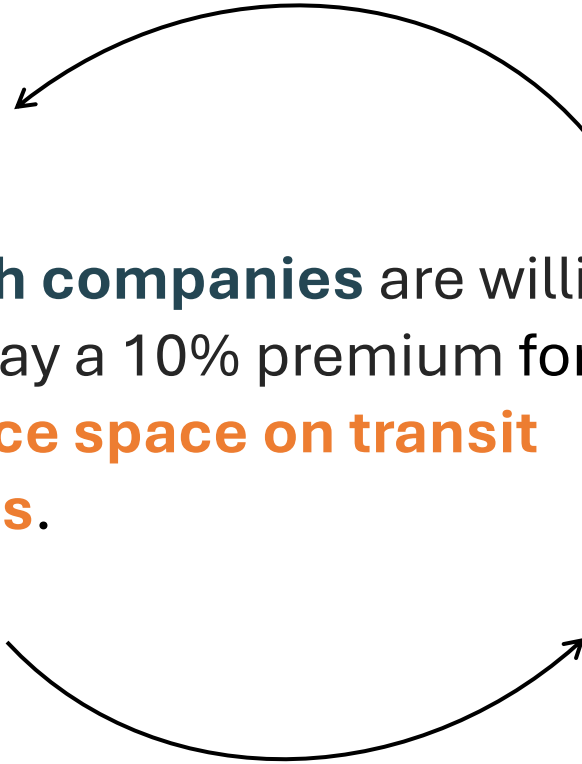 h companies are willi
ay a 10% premium for
ce space on transit
s.